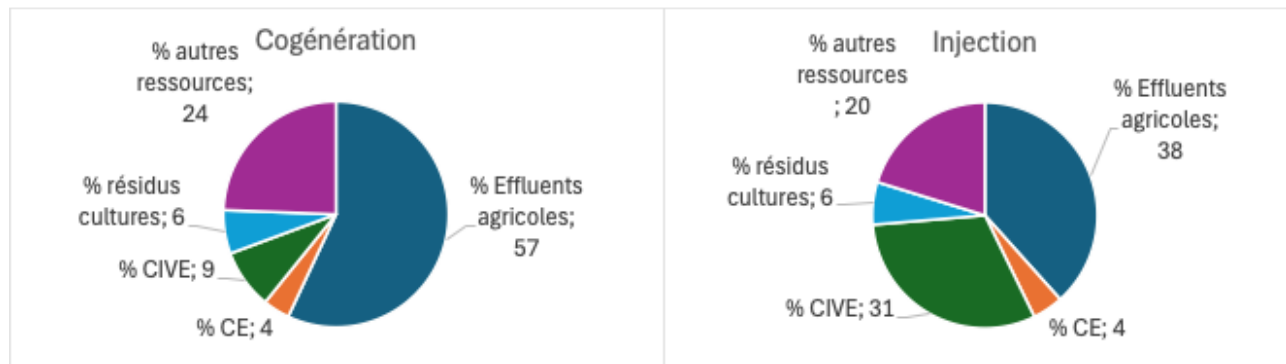 Cogénération
% autres
ressources;
24
% résidus
cultures; 6
% CIVE; 9
% CE; 4
% Effluents
agricoles;
57
Injection
% autres
ressources
; 20
% Effluents
agricoles;
38
% résidus
cultures; 6
% CIVE; 31
% CE; 4